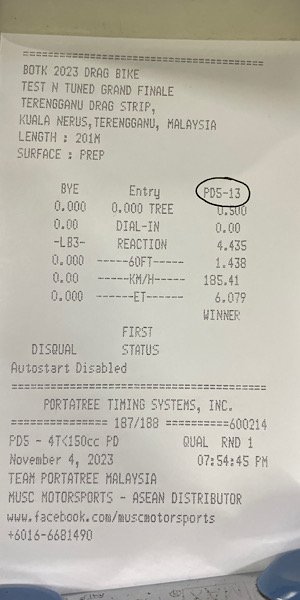 ==============================================
BOTK 2023 DRAG BIKE
TEST N TUNED GRAND FINALE
TERENGGANU DRAG STRIP,
KUALA NERUS,TERENGGANU, MALAYSIA
LENGTH : 201M
SURFACE : PREP
BYE Entry PD5-13
0.000 0.000 TREE 0.500
0.00 DIAL-IN 0.00
-LB3- REACTION 4.435
0.000 -----60FT----- 1.438
0.00 -----KM/H----- 185.41
0.000 ------ET------ 6.079
WINNER
FIRST
DISQUAL STATUS
Autostart Disabled
==============================================
PORTATREE TIMING SYSTEMS, INC.
=============== 187/188 ==========600214
PD5 - 4T<150cc PD QUAL RND 1
November 4, 2023 07:54:45 PM
TEAM PORTATREE MALAYSIA
MUSC MOTORSPORTS - ASEAN DISTRIBUTOR
www.facebook.com/muscmotorsports
+6016-6681490